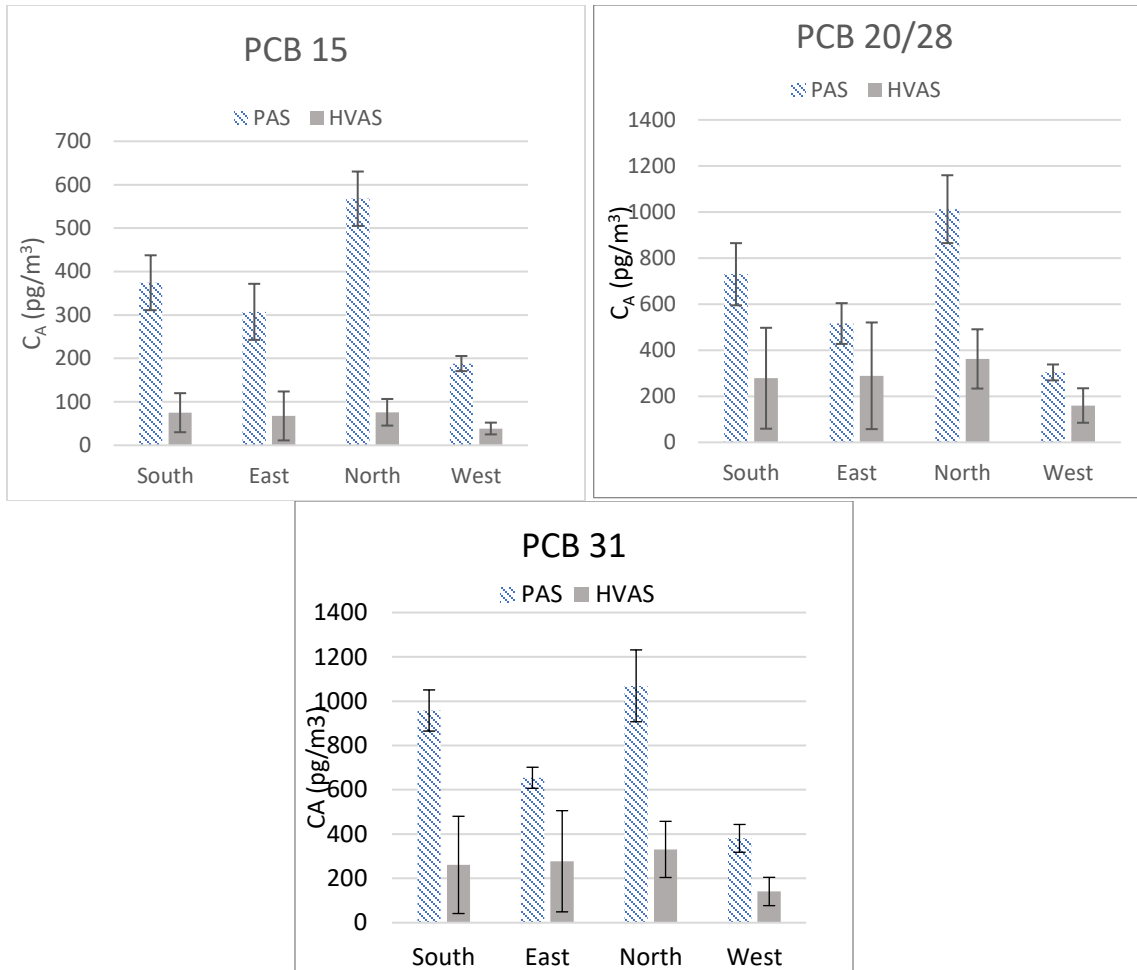 PCB 15
PAS HVAS
700
600
500
400
300
200
100
0
C_A (pg/m³)
South East North West
PCB 20/28
PAS HVAS
1400
1200
1000
800
600
400
200
0
C_A (pg/m³)
South East North West
PCB 31
PAS HVAS
1400
1200
1000
800
600
400
200
0
CA (pg/m3)
South East North West